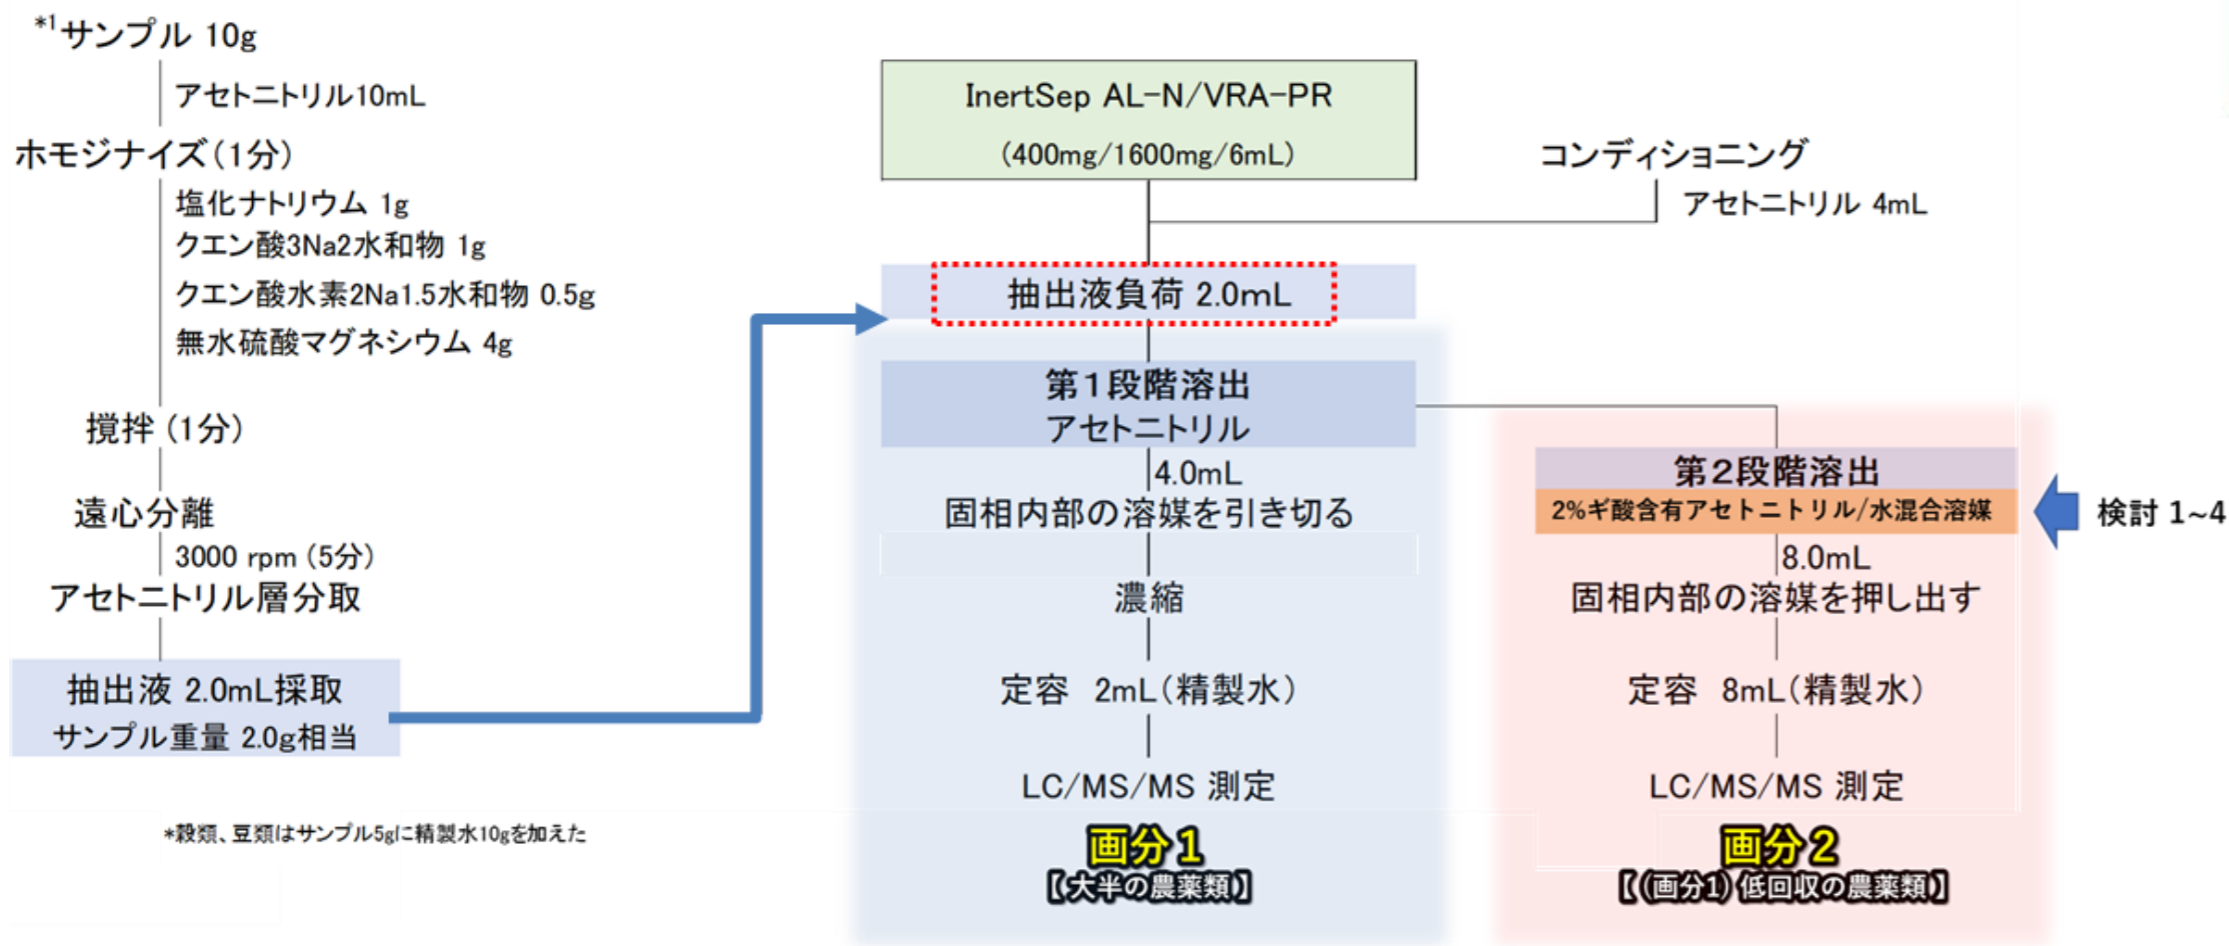 *1サンプル 10g
アセトニトリル10mL
ホモジナイズ(1分)
塩化ナトリウム 1g
クエン酸3Na2水和物 1g
クエン酸水素2Na1.5水和物 0.5g
無水硫酸マグネシウム 4g
撹拌 (1分)
遠心分離
3000 rpm (5分)
アセトニトリル層分取
抽出液 2.0mL採取
サンプル重量 2.0g相当
*穀類、豆類はサンプル5gに精製水10gを加えた
InertSep AL-N/VRA-PR
(400mg/1600mg/6mL)
コンディショニング
アセトニトリル 4mL
抽出液負荷 2.0mL
第1段階溶出
アセトニトリル
4.0mL
固相内部の溶媒を引き切る
濃縮
定容 2mL(精製水)
LC/MS/MS 測定
画分1
【大半の農薬類】
第2段階溶出
2%ギ酸含有アセトニトリル/水混合溶媒
8.0mL
固相内部の溶媒を押し出す
定容 8mL(精製水)
LC/MS/MS 測定
画分2
【(画分1) 低回収の農薬類】
検討 1~4